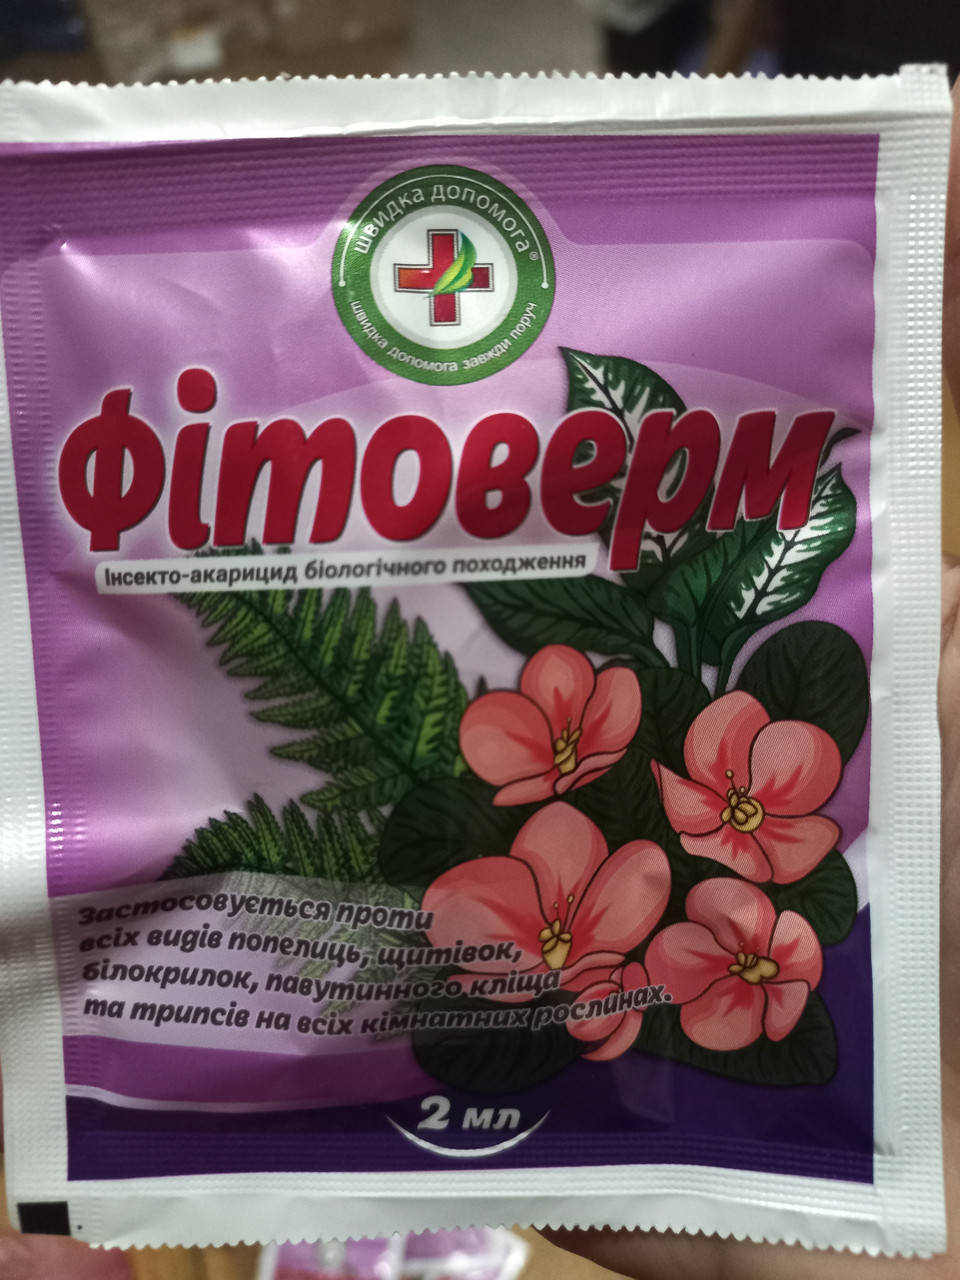 швидка допомога®
швидка допомога завжди поруч
Фітоверм
Інсекто-акарицид біологічного походження
Застосовується проти
всіх видів попелиць, щитівок,
білокрилок, павутинного кліща
та трипсів на всіх кімнатних рослинах.
2 мл